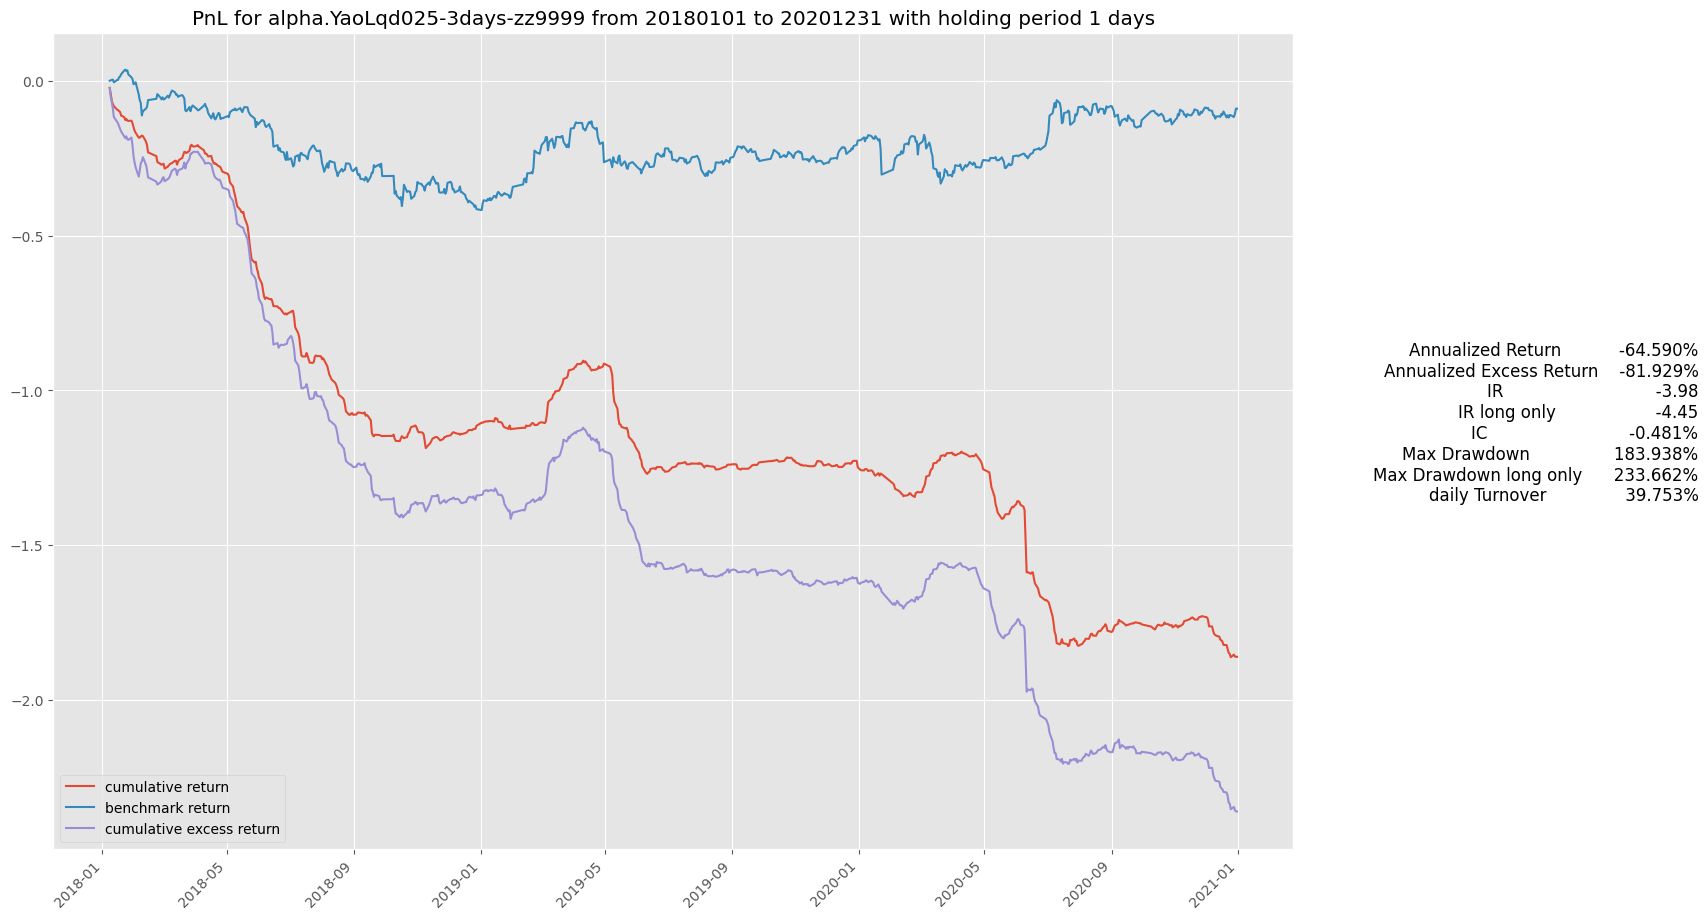 PnL for alpha.YaoLqd025-3days-zz9999 from 20180101 to 20201231 with holding period 1 days
0.0
−0.5
−1.0
−1.5
−2.0
Annualized Return -64.590%
Annualized Excess Return -81.929%
IR -3.98
IR long only -4.45
IC -0.481%
Max Drawdown 183.938%
Max Drawdown long only 233.662%
daily Turnover 39.753%
cumulative return
benchmark return
cumulative excess return
2018-01
2018-05
2018-09
2019-01
2019-05
2019-09
2020-01
2020-05
2020-09
2021-01